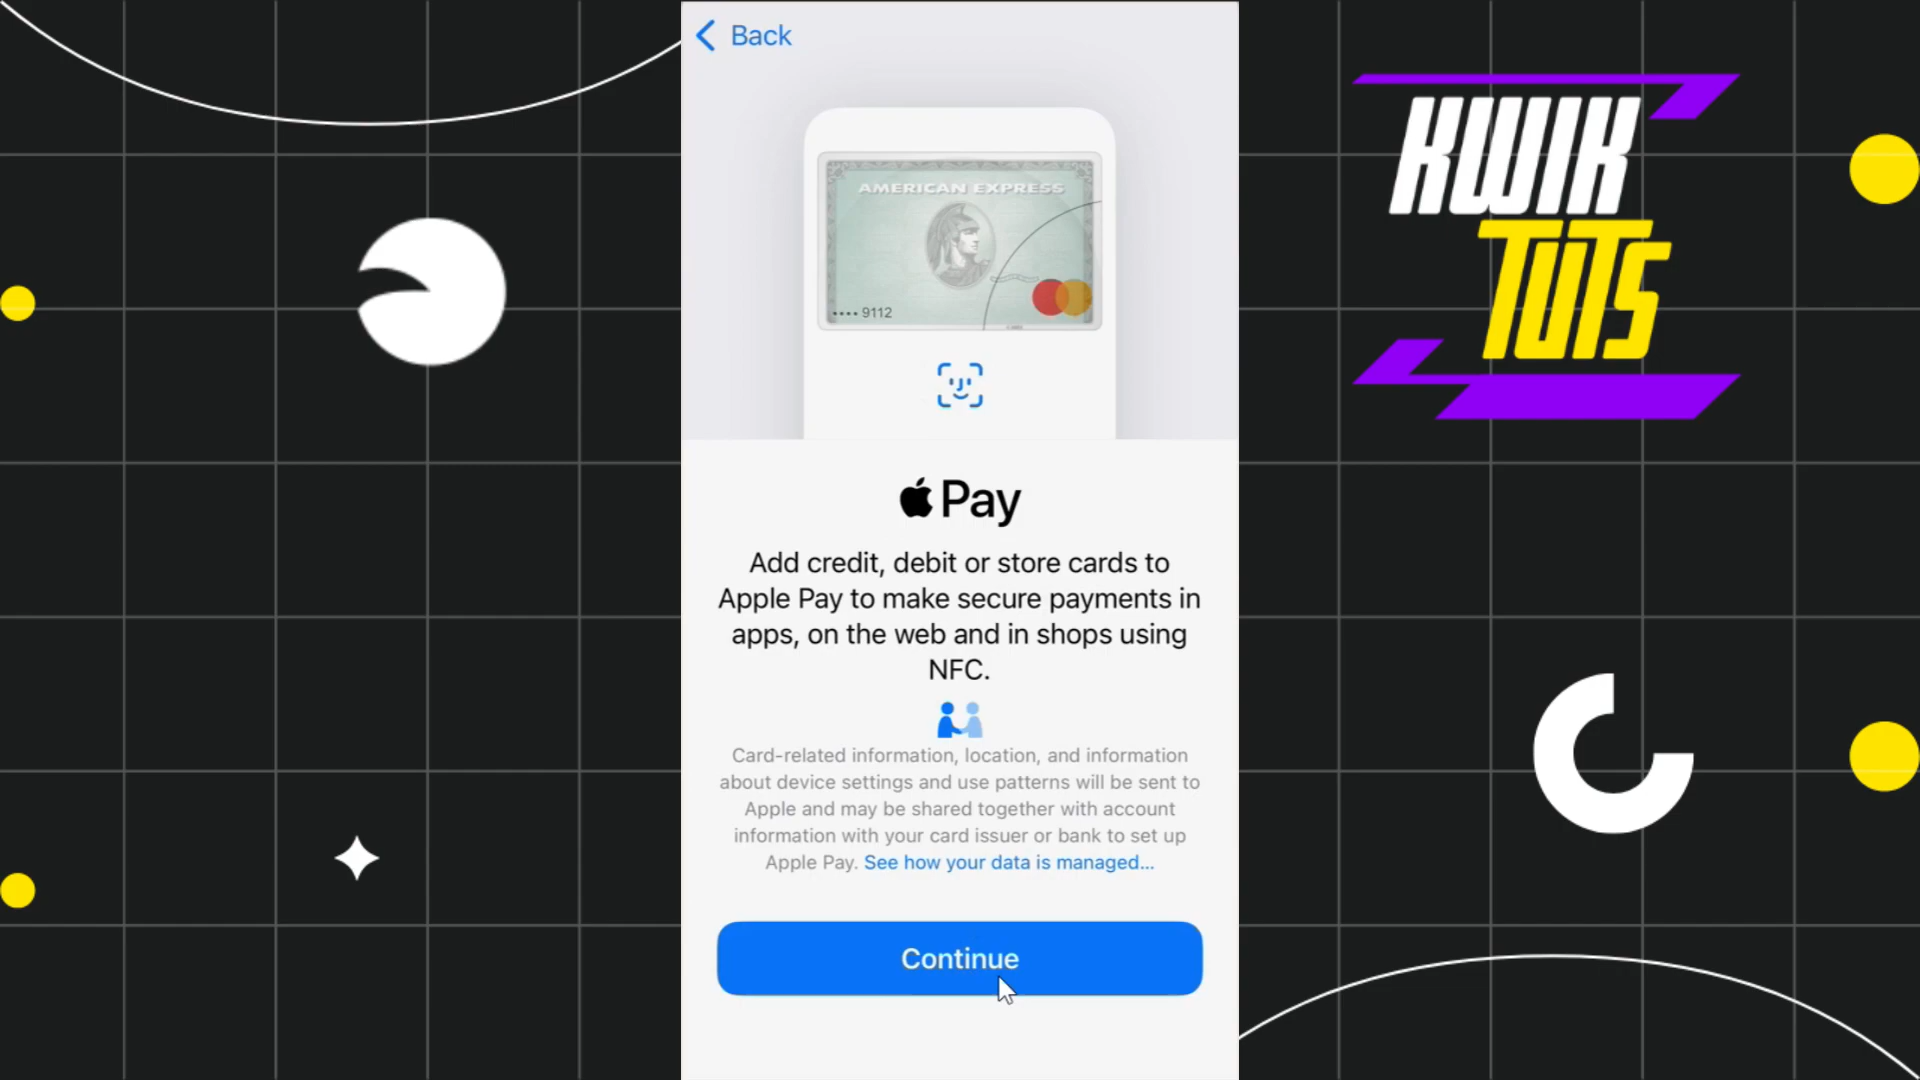 Back
AMERICAN EXPRESS
•••• 9112
Pay
Add credit, debit or store cards to
Apple Pay to make secure payments in
apps, on the web and in shops using
NFC.
Card-related information, location, and information
about device settings and use patterns will be sent to
Apple and may be shared together with account
information with your card issuer or bank to set up
Apple Pay. See how your data is managed...
Continue
KWIK
TUTS